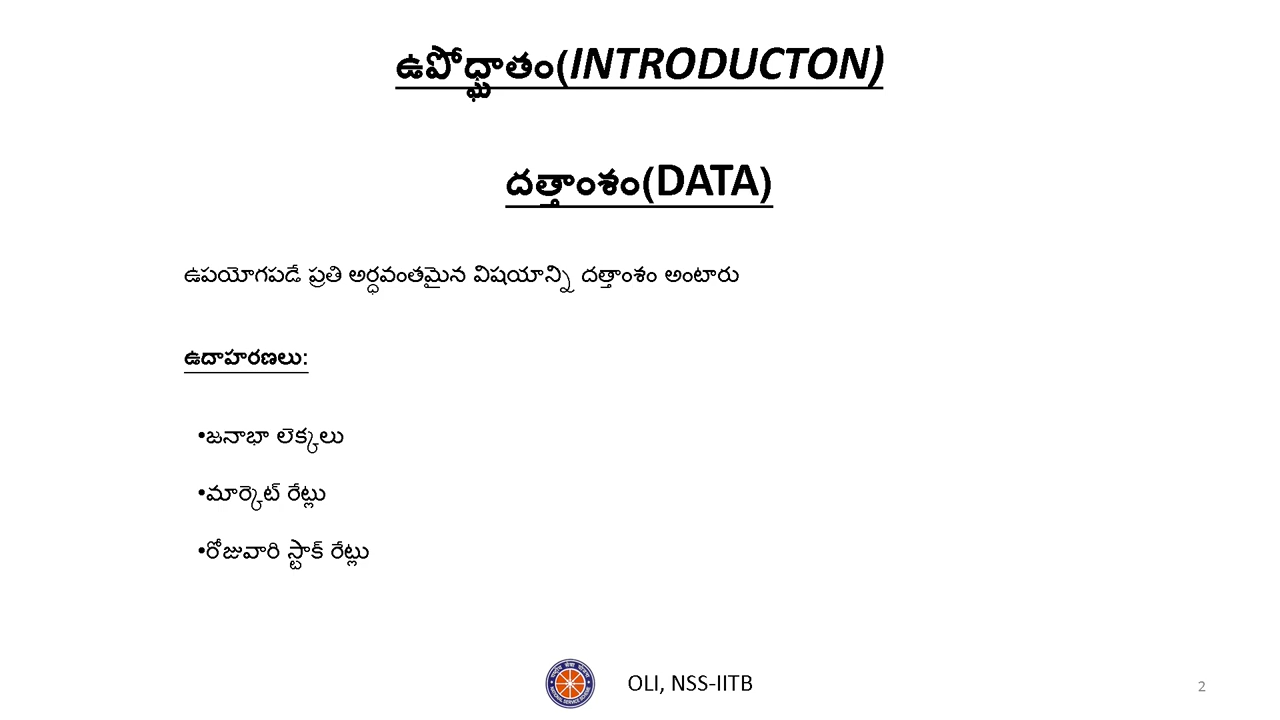 ఉపోద్ఘాతం(INTRODUCTON)
దత్తాంశం(DATA)
ఉపయోగపడే ప్రతి అర్ధవంతమైన విషయాన్ని దత్తాంశం అంటారు
ఉదాహరణలు:
•జనాభా లెక్కలు
•మార్కెట్ రేట్లు
•రోజువారి స్టాక్ రేట్లు
OLI, NSS-IITB
2